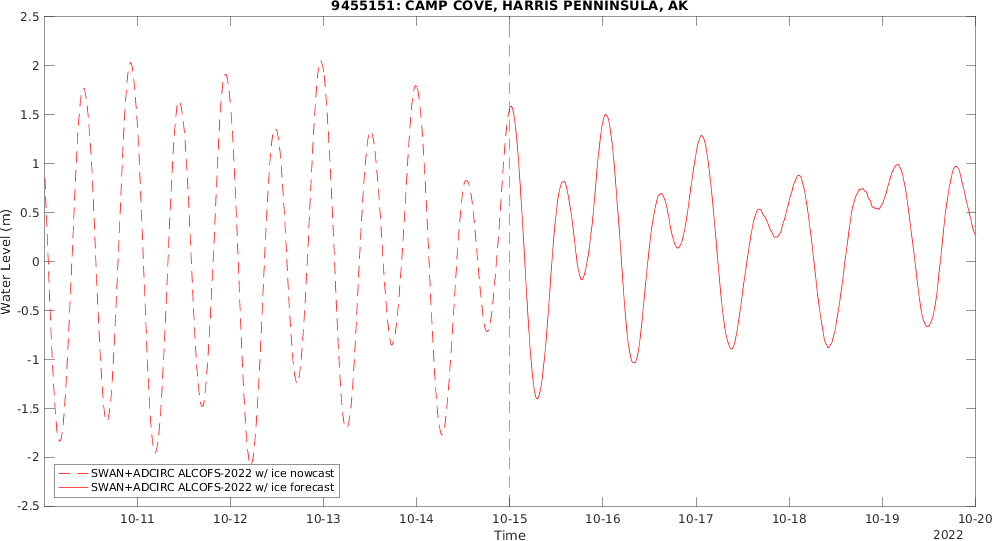 9455151: CAMP COVE, HARRIS PENNINSULA, AK
2.5
2
1.5
1
0.5
0
-0.5
-1
-1.5
-2
-2.5
Water Level (m)
SWAN+ADCIRC ALCOFS-2022 w/ ice nowcast
SWAN+ADCIRC ALCOFS-2022 w/ ice forecast
10-11 10-12 10-13 10-14 10-15 10-16 10-17 10-18 10-19 10-20
Time
2022